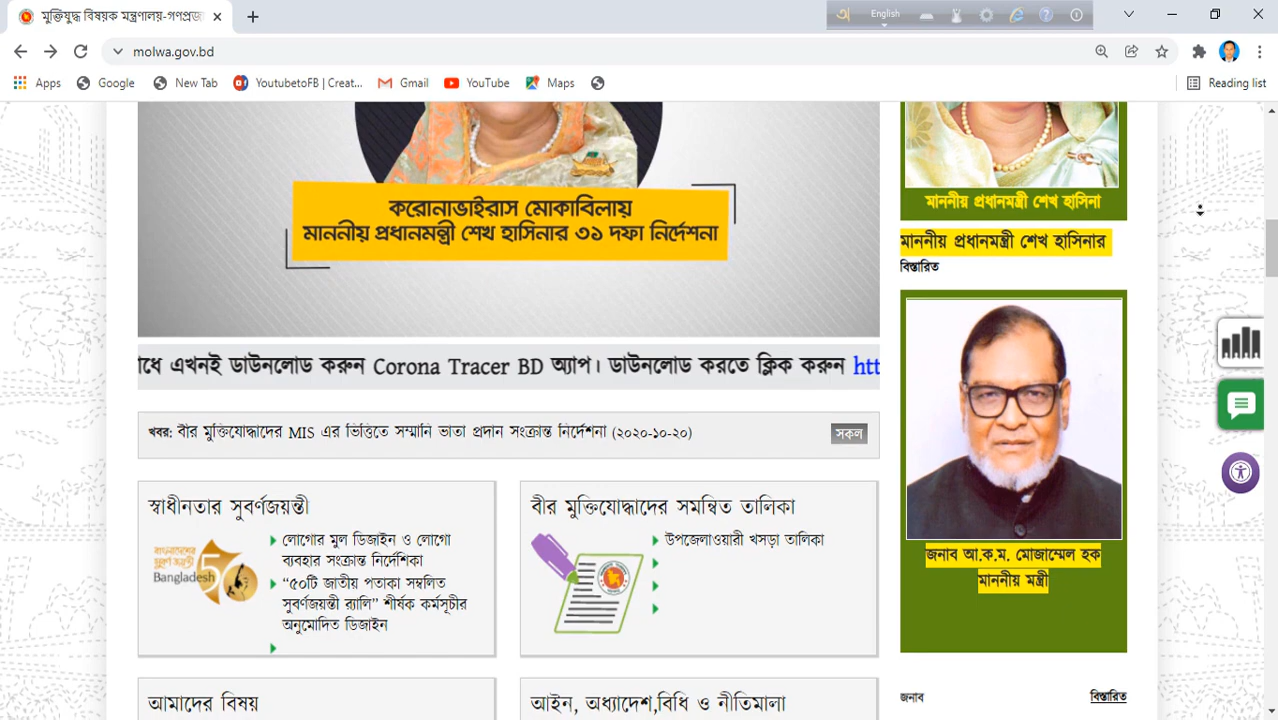 মুক্তিযুদ্ধ বিষয়ক মন্ত্রণালয়-গণপ্রজা
English
molwa.gov.bd
Apps
Google
New Tab
YoutubetoFB | Creat...
Gmail
YouTube
Maps
Reading list
করোনাভাইরাস মোকাবিলায়
মাননীয় প্রধানমন্ত্রী শেখ হাসিনার ৩১ দফা নির্দেশনা
মাননীয় প্রধানমন্ত্রী শেখ হাসিনা
মাননীয় প্রধানমন্ত্রী শেখ হাসিনার
বিস্তারিত
াধে এখনই ডাউনলোড করুন Corona Tracer BD অ্যাপ। ডাউনলোড করতে ক্লিক করুন htt
খবর: বীর মুক্তিযোদ্ধাদের MIS এর ভিত্তিতে সম্মানি ভাতা প্রদান সংক্রান্ত নির্দেশনা (২০২০-১০-২০)
সকল
স্বাধীনতার সুবর্ণজয়ন্তী
লোগোর মুল ডিজাইন ও লোগো
ব্যবহার সংক্রান্ত নির্দেশিকা
“৫০টি জাতীয় পতাকা সম্বলিত
সুবর্ণজয়ন্তী র‍্যালি” শীর্ষক কর্মসূচীর
অনুমোদিত ডিজাইন
Bangladesh
বীর মুক্তিযোদ্ধাদের সমন্বিত তালিকা
উপজেলাওয়ারী খসড়া তালিকা
জনাব আ.ক.ম. মোজাম্মেল হক
মাননীয় মন্ত্রী
আমাদের বিষয়
আইন, অধ্যাদেশ,বিধি ও নীতিমালা
জনাব
বিস্তারিত